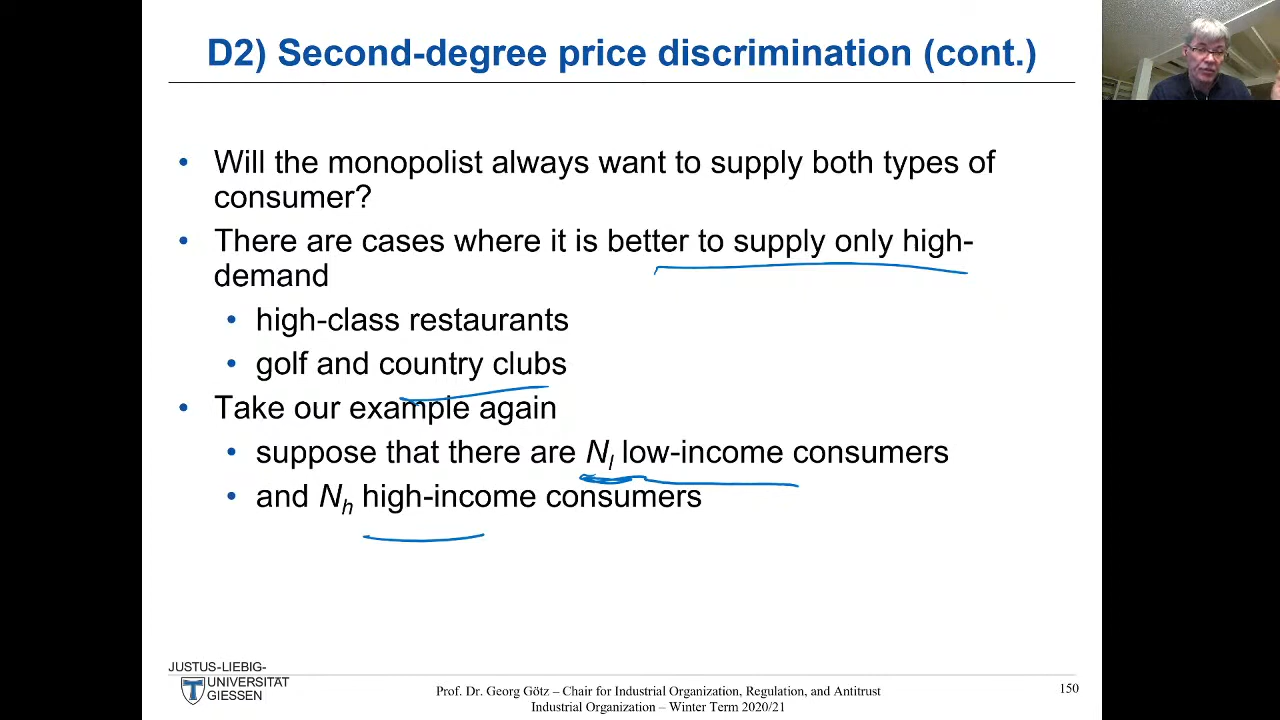 D2) Second-degree price discrimination (cont.)
• Will the monopolist always want to supply both types of
consumer?
• There are cases where it is better to supply only high-
demand
• high-class restaurants
• golf and country clubs
• Take our example again
• suppose that there are Nl low-income consumers
• and Nh high-income consumers
JUSTUS-LIEBIG-
UNIVERSITÄT
GIESSEN
Prof. Dr. Georg Götz – Chair for Industrial Organization, Regulation, and Antitrust
Industrial Organization – Winter Term 2020/21
150